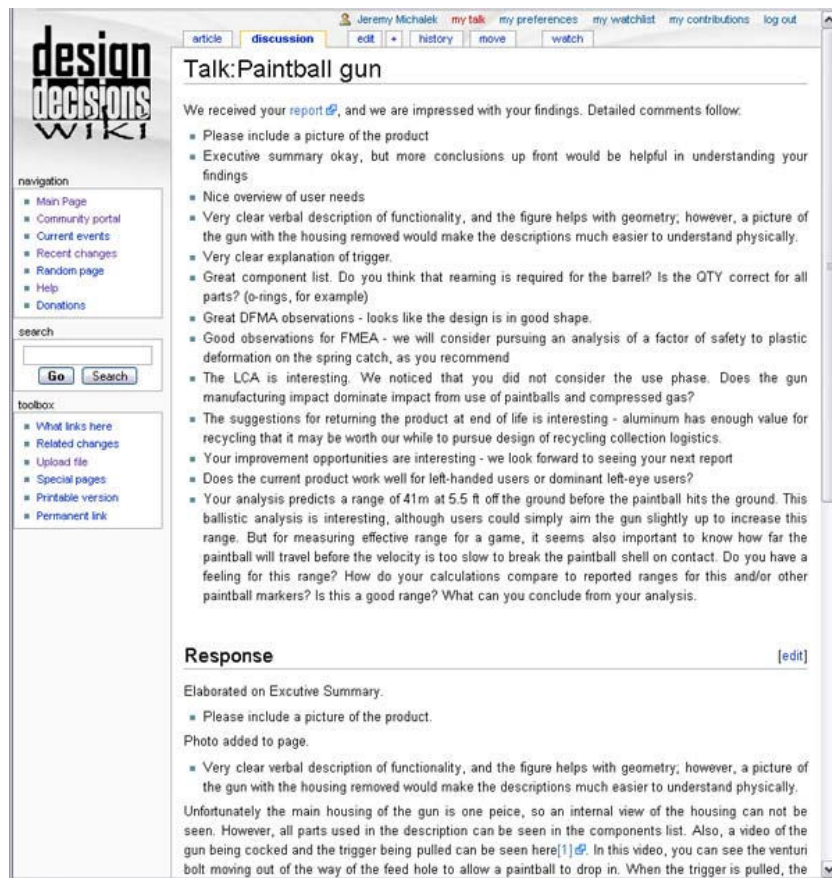 Jeremy Michalek my talk my preferences my watchlist my contributions log out
article discussion edit + history move watch
design
decisions
WIKI
Talk:Paintball gun
We received your report, and we are impressed with your findings. Detailed comments follow:
Please include a picture of the product
Executive summary okay, but more conclusions up front would be helpful in understanding your
findings
Nice overview of user needs
Very clear verbal description of functionality, and the figure helps with geometry; however, a picture of
the gun with the housing removed would make the descriptions much easier to understand physically.
Very clear explanation of trigger.
Great component list. Do you think that reaming is required for the barrel? Is the QTY correct for all
parts? (o-rings, for example)
Great DFMA observations - looks like the design is in good shape.
Good observations for FMEA - we will consider pursuing an analysis of a factor of safety to plastic
deformation on the spring catch, as you recommend
The LCA is interesting. We noticed that you did not consider the use phase. Does the gun
manufacturing impact dominate impact from use of paintballs and compressed gas?
The suggestions for returning the product at end of life is interesting - aluminum has enough value for
recycling that it may be worth our while to pursue design of recycling collection logistics.
Your improvement opportunities are interesting - we look forward to seeing your next report
Does the current product work well for left-handed users or dominant left-eye users?
Your analysis predicts a range of 41m at 5.5 ft off the ground before the paintball hits the ground. This
ballistic analysis is interesting, although users could simply aim the gun slightly up to increase this
range. But for measuring effective range for a game, it seems also important to know how far the
paintball will travel before the velocity is too slow to break the paintball shell on contact. Do you have a
feeling for this range? How do your calculations compare to reported ranges for this and/or other
paintball markers? Is this a good range? What can you conclude from your analysis.
Response [edit]
Elaborated on Excutive Summary.
Please include a picture of the product.
Photo added to page.
Very clear verbal description of functionality, and the figure helps with geometry; however, a picture of
the gun with the housing removed would make the descriptions much easier to understand physically.
Unfortunately the main housing of the gun is one peice, so an internal view of the housing can not be
seen. However, all parts used in the description can be seen in the components list. Also, a video of the
gun being cocked and the trigger being pulled can be seen here[1]. In this video, you can see the venturi
bolt moving out of the way of the feed hole to allow a paintball to drop in. When the trigger is pulled, the
navigation
Main Page
Community portal
Current events
Recent changes
Random page
Help
Donations
search
Go Search
toolbox
What links here
Related changes
Upload file
Special pages
Printable version
Permanent link